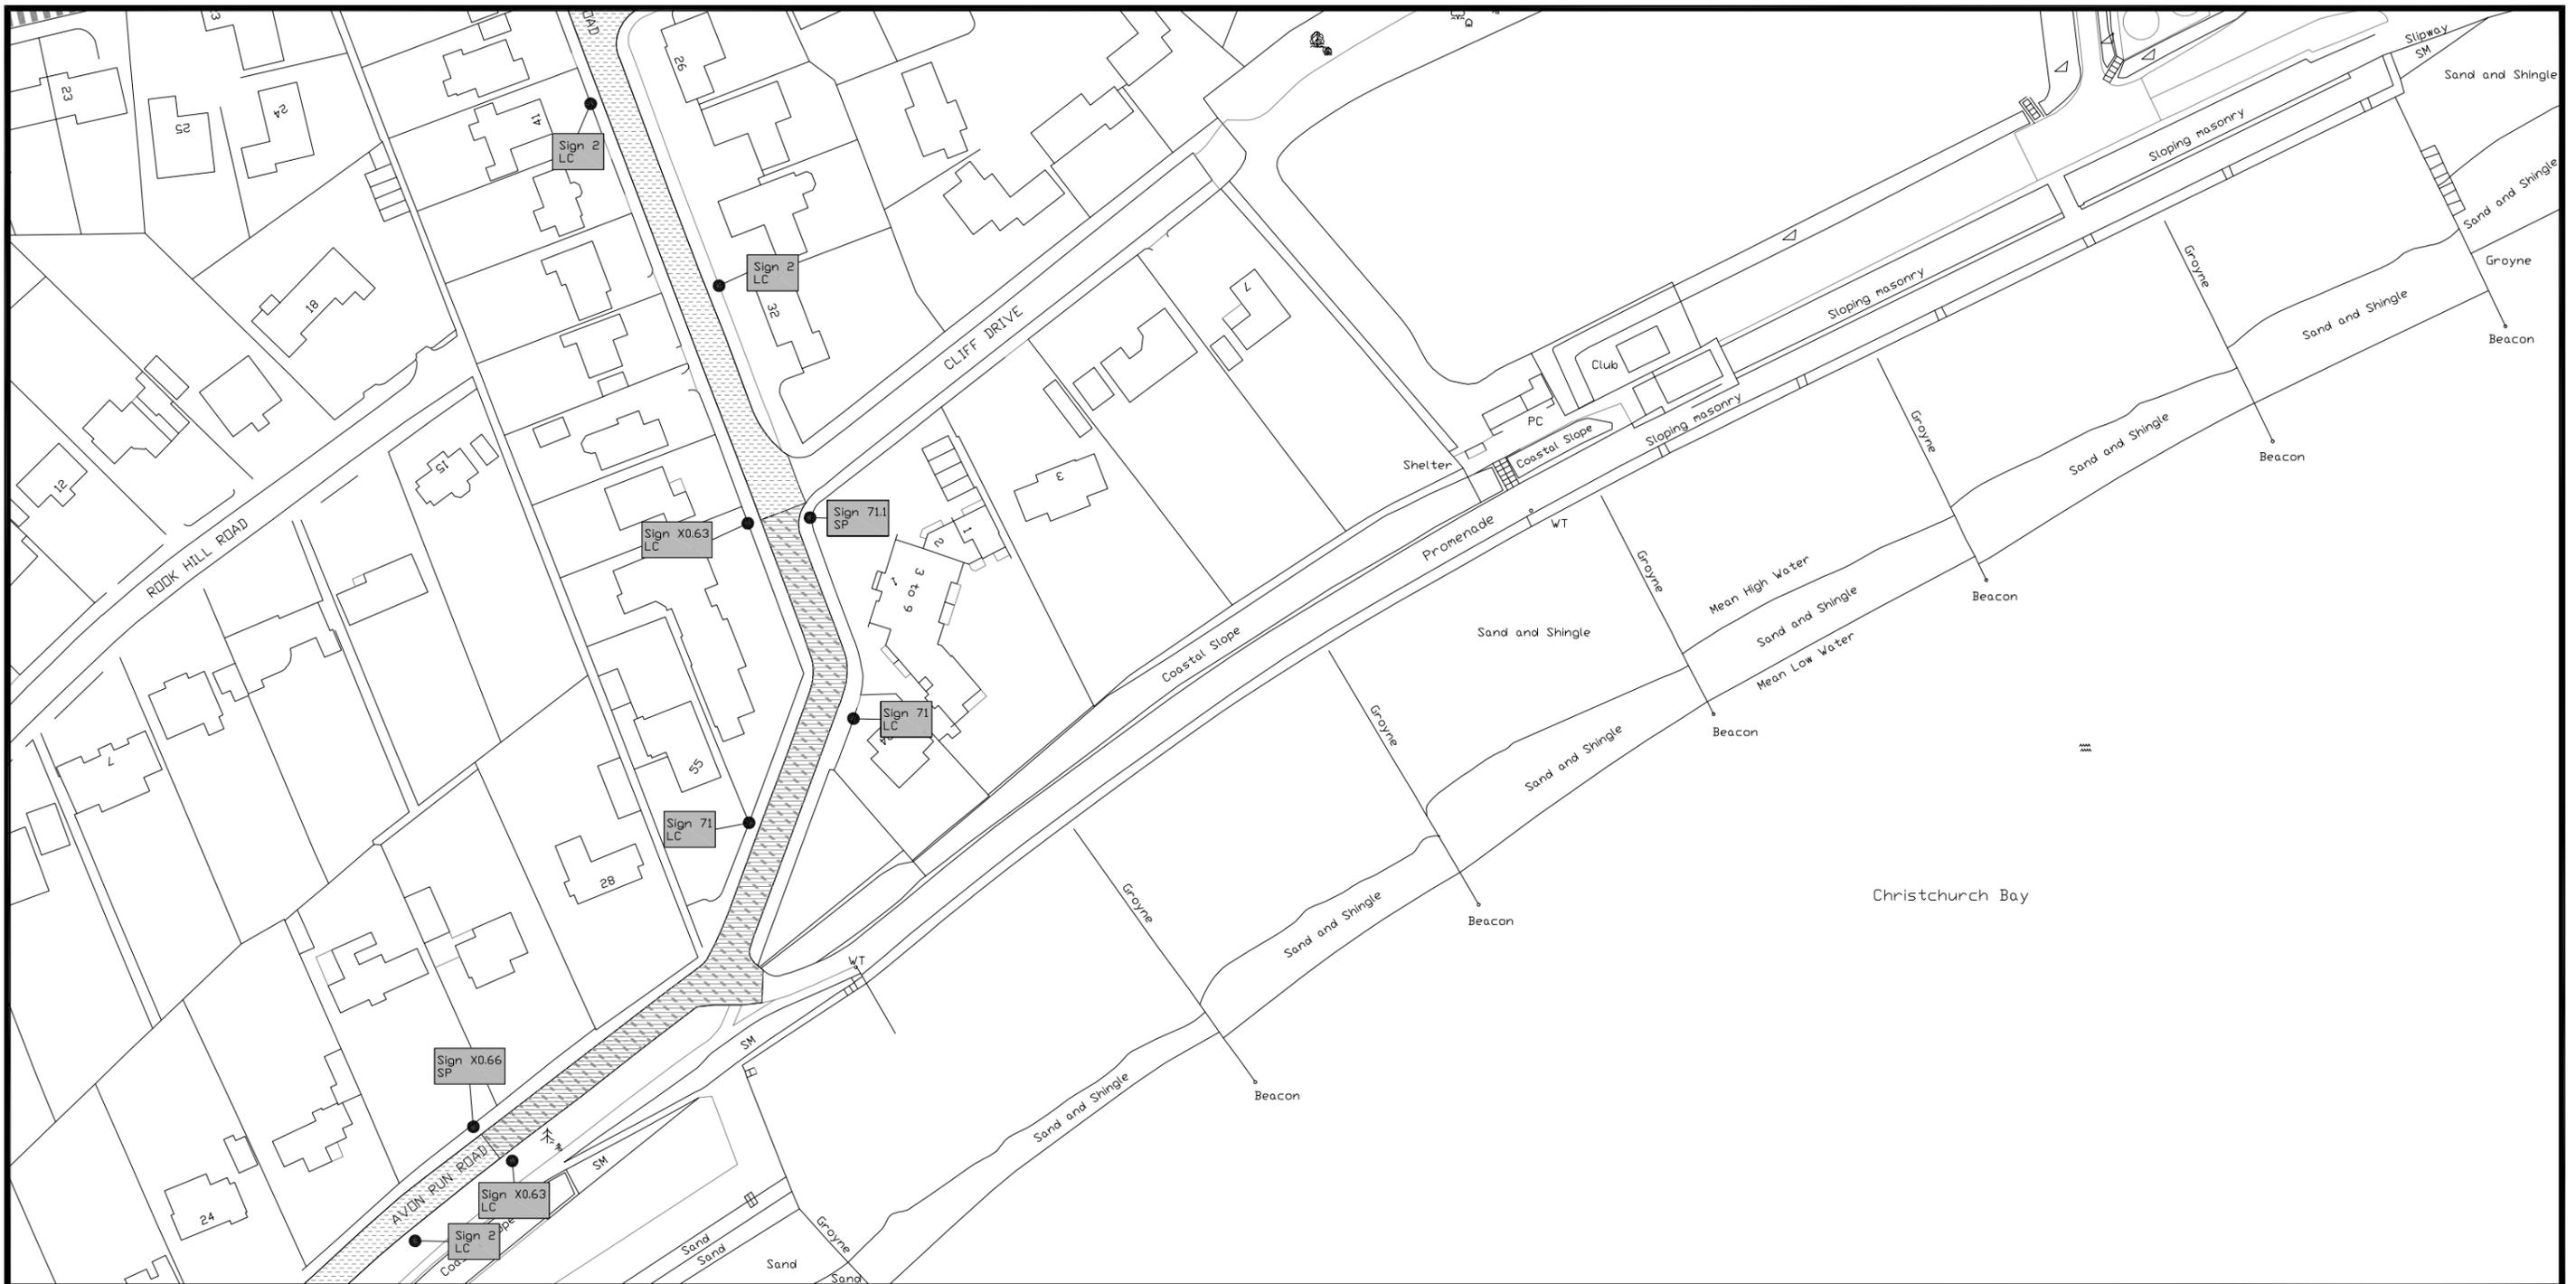 23
25
24
26
41
Slipway
SM
Sand and Shingle
Sign 2
LC
Sloping masonry
Sand and Shingle
Sign 2
LC
32
18
7
Groyne
Groyne
Sloping masonry
Sand and Shingle
Beacon
CLIFF DRIVE
Club
PC
Coastal Slope
Sloping masonry
Shelter
Groyne
Sand and Shingle
Beacon
12
15
3
Sign X0.63
LC
Sign 71.1
SP
1
2
3 to 9
1
Promenade
WT
Groyne
Mean High Water
Sand and Shingle
Beacon
ROOK HILL ROAD
Sand and Shingle
Mean Low Water
Coastal Slope
Groyne
Beacon
Sign 71
LC
Sand and Shingle
7
55
Sign 71
LC
28
Groyne
Sand and Shingle
Beacon
Christchurch Bay
WT
SM
Sign X0.66
SP
Sand and Shingle
Beacon
AVON RUN ROAD
SM
Sign X0.63
LC
24
Sign 2
LC
Groyne
Sand
Sand
Sand
Sand